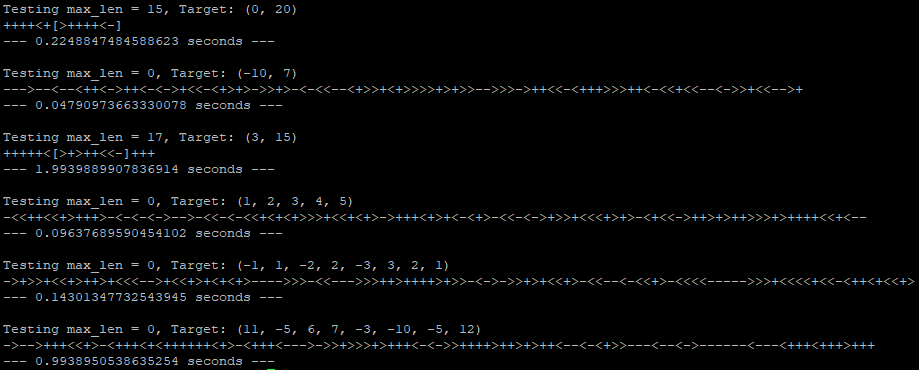 Testing max_len = 15, Target: (0, 20)
++++<+[>++++<-]
--- 0.2248847484588623 seconds ---
Testing max_len = 0, Target: (-10, 7)
--->--<--<++<->++<-<->+<<-<+>+>->>+>-<-<<--<+>>+<+>>>>+>+>>-->>>->++<<-<+++>>>++<-<<+<<--<->>+<<-->+
--- 0.04790973663330078 seconds ---
Testing max_len = 17, Target: (3, 15)
+++++<[>+>++<<-]+++
--- 1.9939889907836914 seconds ---
Testing max_len = 0, Target: (1, 2, 3, 4, 5)
-<<++<<+>+++>-<-<-<->-->-<<-<-<<+<+<+>>>+<<+<+>->+++<+>+<-<+>-<<-<->+>>+<<<+>+>-<+<<->++>+>++>>>+>++++<<+<--
--- 0.09637689590454102 seconds ---
Testing max_len = 0, Target: (-1, 1, -2, 2, -3, 3, 2, 1)
->+>>+<<+>++>+<<<-->+<<+>+<+<+>---->>>-<<--->>>++>++++>+>>-<->->>+>+<<+>-<<--<-<<+>-<<<<----->>>+<<<<+<<-<++<+<<+>
--- 0.14301347732543945 seconds ---
Testing max_len = 0, Target: (11, -5, 6, 7, -3, -10, -5, 12)
->-->+++<<+>-<+++<+<++++++<+>-<+++<--->->>+>>>+>+++<-<->>++++>++>+>++<--<-<+>>---<--<->------<---<+++<+++>+++
--- 0.9938950538635254 seconds ---